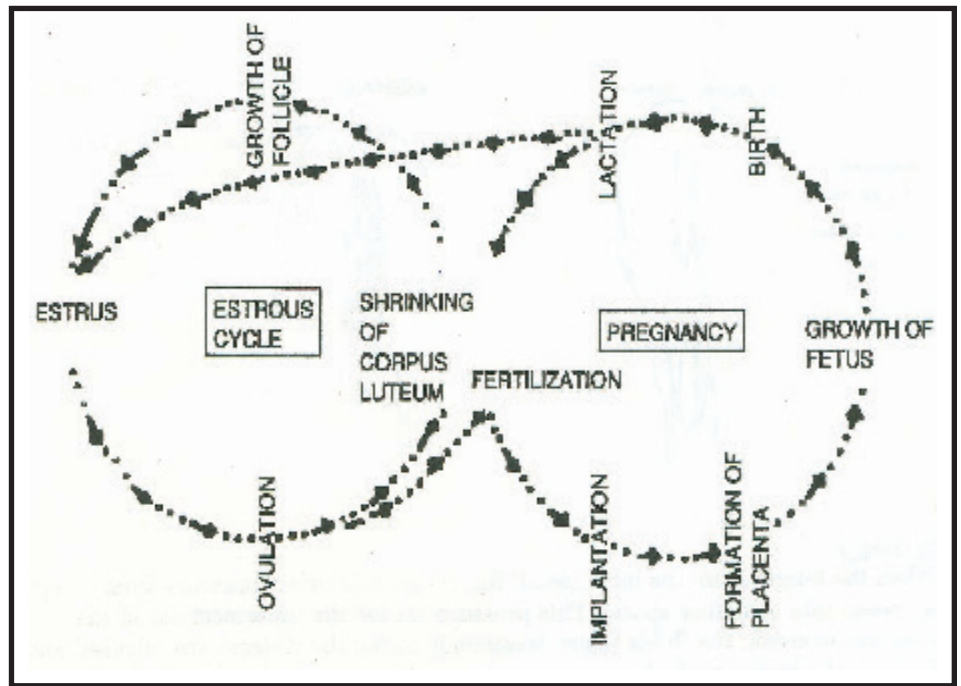 GROWTH OF
FOLLICLE
LACTATION
BIRTH
ESTRUS
ESTROUS
CYCLE
SHRINKING
OF
CORPUS
LUTEUM
PREGNANCY
GROWTH OF
FETUS
FERTILIZATION
OVULATION
IMPLANTATION
FORMATION OF
PLACENTA